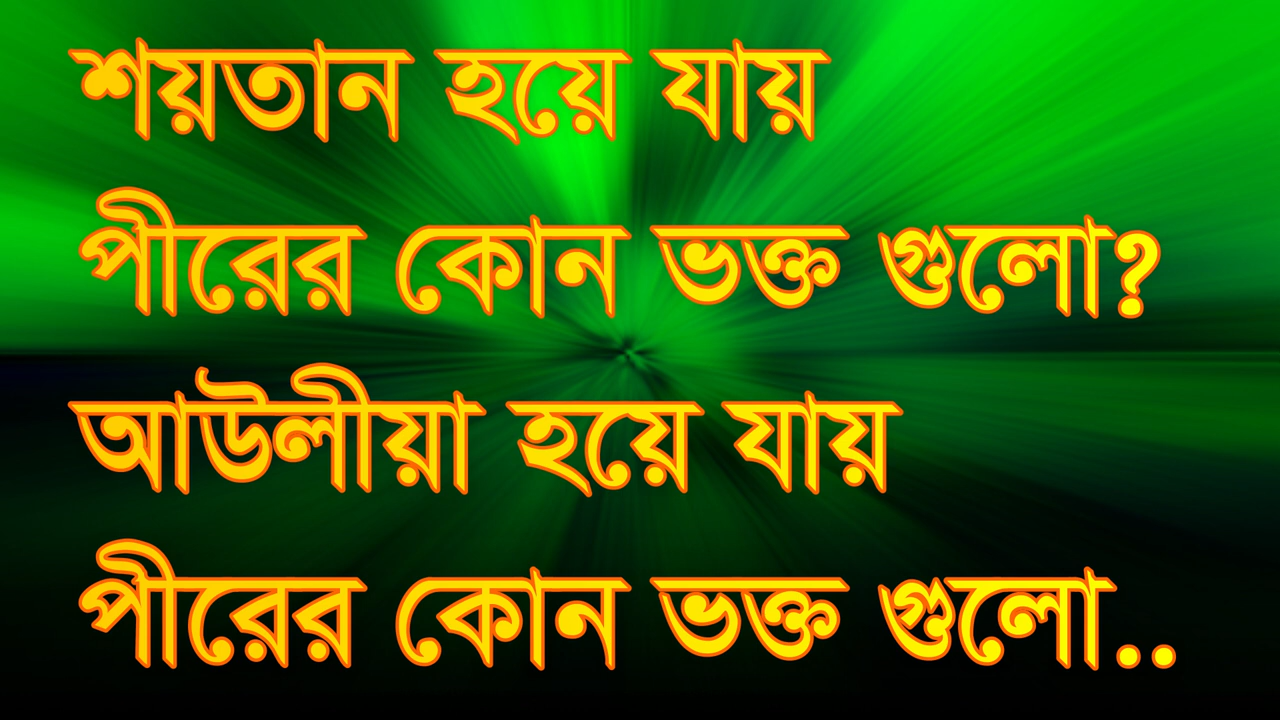 শয়তান হয়ে যায়
পীরের কোন ভক্ত গুলো?
আউলীয়া হয়ে যায়
পীরের কোন ভক্ত গুলো..